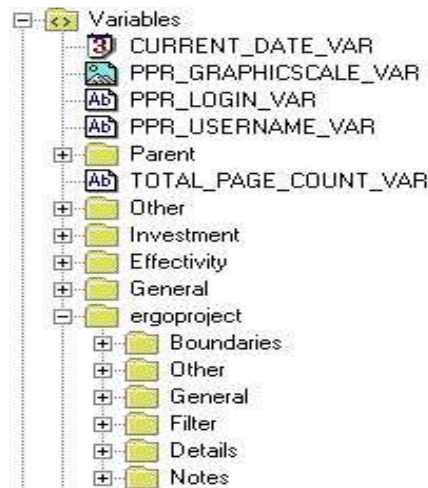 Variables
CURRENT_DATE_VAR
PPR_GRAPHICSCALE_VAR
PPR_LOGIN_VAR
PPR_USERNAME_VAR
Parent
TOTAL_PAGE_COUNT_VAR
Other
Investment
Effectivity
General
ergoproject
Boundaries
Other
General
Filter
Details
Notes